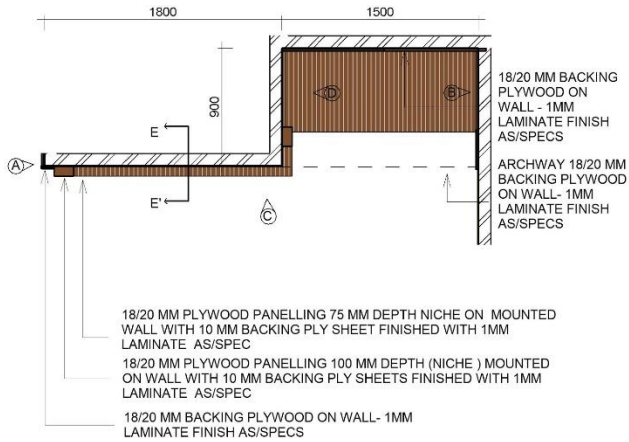 1800
1500
900
18/20 MM BACKING
PLYWOOD ON
WALL - 1MM
LAMINATE FINISH
AS/SPECS
D
B
E
A
E'
C
ARCHWAY 18/20 MM
BACKING PLYWOOD
ON WALL- 1MM
LAMINATE FINISH
AS/SPECS
18/20 MM PLYWOOD PANELLING 75 MM DEPTH NICHE ON MOUNTED
WALL WITH 10 MM BACKING PLY SHEET FINISHED WITH 1MM
LAMINATE AS/SPEC
18/20 MM PLYWOOD PANELLING 100 MM DEPTH (NICHE ) MOUNTED
ON WALL WITH 10 MM BACKING PLY SHEETS FINISHED WITH 1MM
LAMINATE AS/SPEC
18/20 MM BACKING PLYWOOD ON WALL- 1MM
LAMINATE FINISH AS/SPECS